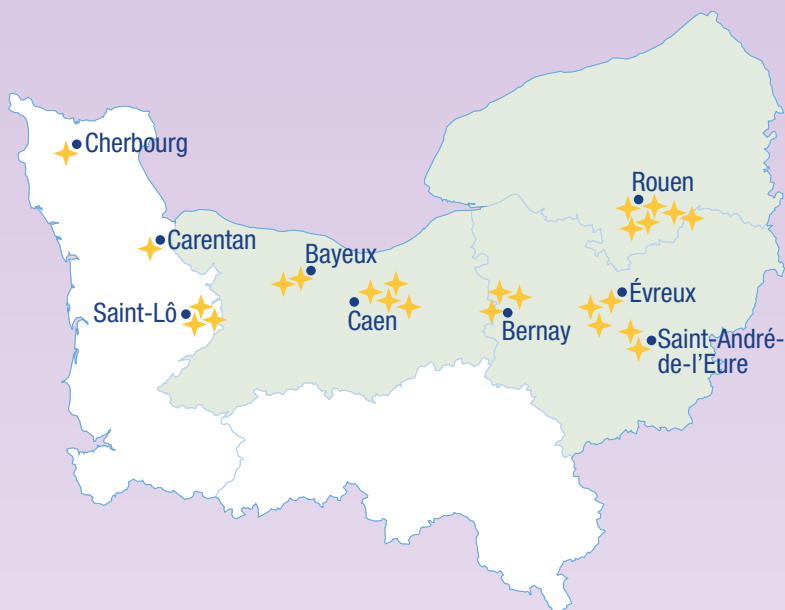 Cherbourg
Rouen
Carentan
Bayeux
Évreux
Saint-Lô
Caen
Bernay
Saint-André-
de-l'Eure